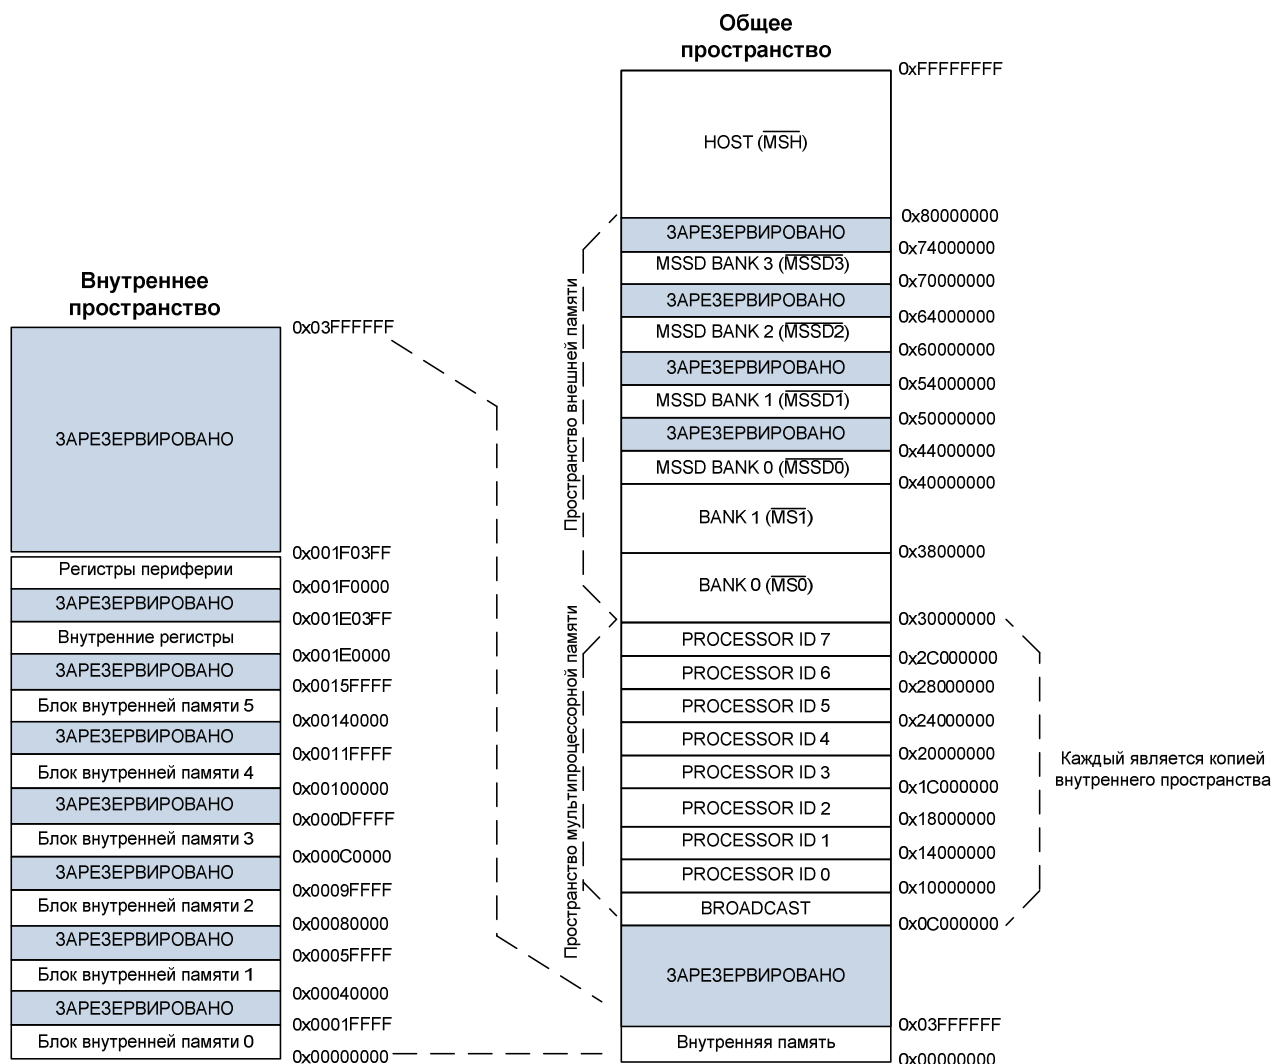 Общее
пространство
0xFFFFFFFF
HOST (MSH)
0x80000000
ЗАРЕЗЕРВИРОВАНО
0x74000000
MSSD BANK 3 (MSSD3)
0x70000000
ЗАРЕЗЕРВИРОВАНО
0x64000000
MSSD BANK 2 (MSSD2)
0x60000000
ЗАРЕЗЕРВИРОВАНО
0x54000000
MSSD BANK 1 (MSSD1)
0x50000000
ЗАРЕЗЕРВИРОВАНО
0x44000000
MSSD BANK 0 (MSSD0)
0x40000000
BANK 1 (MS1)
0x3800000
BANK 0 (MS0)
0x30000000
PROCESSOR ID 7
0x2C000000
PROCESSOR ID 6
0x28000000
PROCESSOR ID 5
0x24000000
PROCESSOR ID 4
0x20000000
PROCESSOR ID 3
0x1C000000
PROCESSOR ID 2
0x18000000
PROCESSOR ID 1
0x14000000
PROCESSOR ID 0
0x10000000
BROADCAST
0x0C000000
ЗАРЕЗЕРВИРОВАНО
0x03FFFFFF
Внутренняя память
0x00000000
Пространство внешней памяти
Пространство мультипроцессорной памяти
Каждый является копией
внутреннего пространства
Внутреннее
пространство
0x03FFFFFF
ЗАРЕЗЕРВИРОВАНО
0x001F03FF
Регистры периферии
0x001F0000
ЗАРЕЗЕРВИРОВАНО
0x001E03FF
Внутренние регистры
0x001E0000
ЗАРЕЗЕРВИРОВАНО
0x0015FFFF
Блок внутренней памяти 5
0x00140000
ЗАРЕЗЕРВИРОВАНО
0x0011FFFF
Блок внутренней памяти 4
0x00100000
ЗАРЕЗЕРВИРОВАНО
0x000DFFFF
Блок внутренней памяти 3
0x000C0000
ЗАРЕЗЕРВИРОВАНО
0x0009FFFF
Блок внутренней памяти 2
0x00080000
ЗАРЕЗЕРВИРОВАНО
0x0005FFFF
Блок внутренней памяти 1
0x00040000
ЗАРЕЗЕРВИРОВАНО
0x0001FFFF
Блок внутренней памяти 0
0x00000000